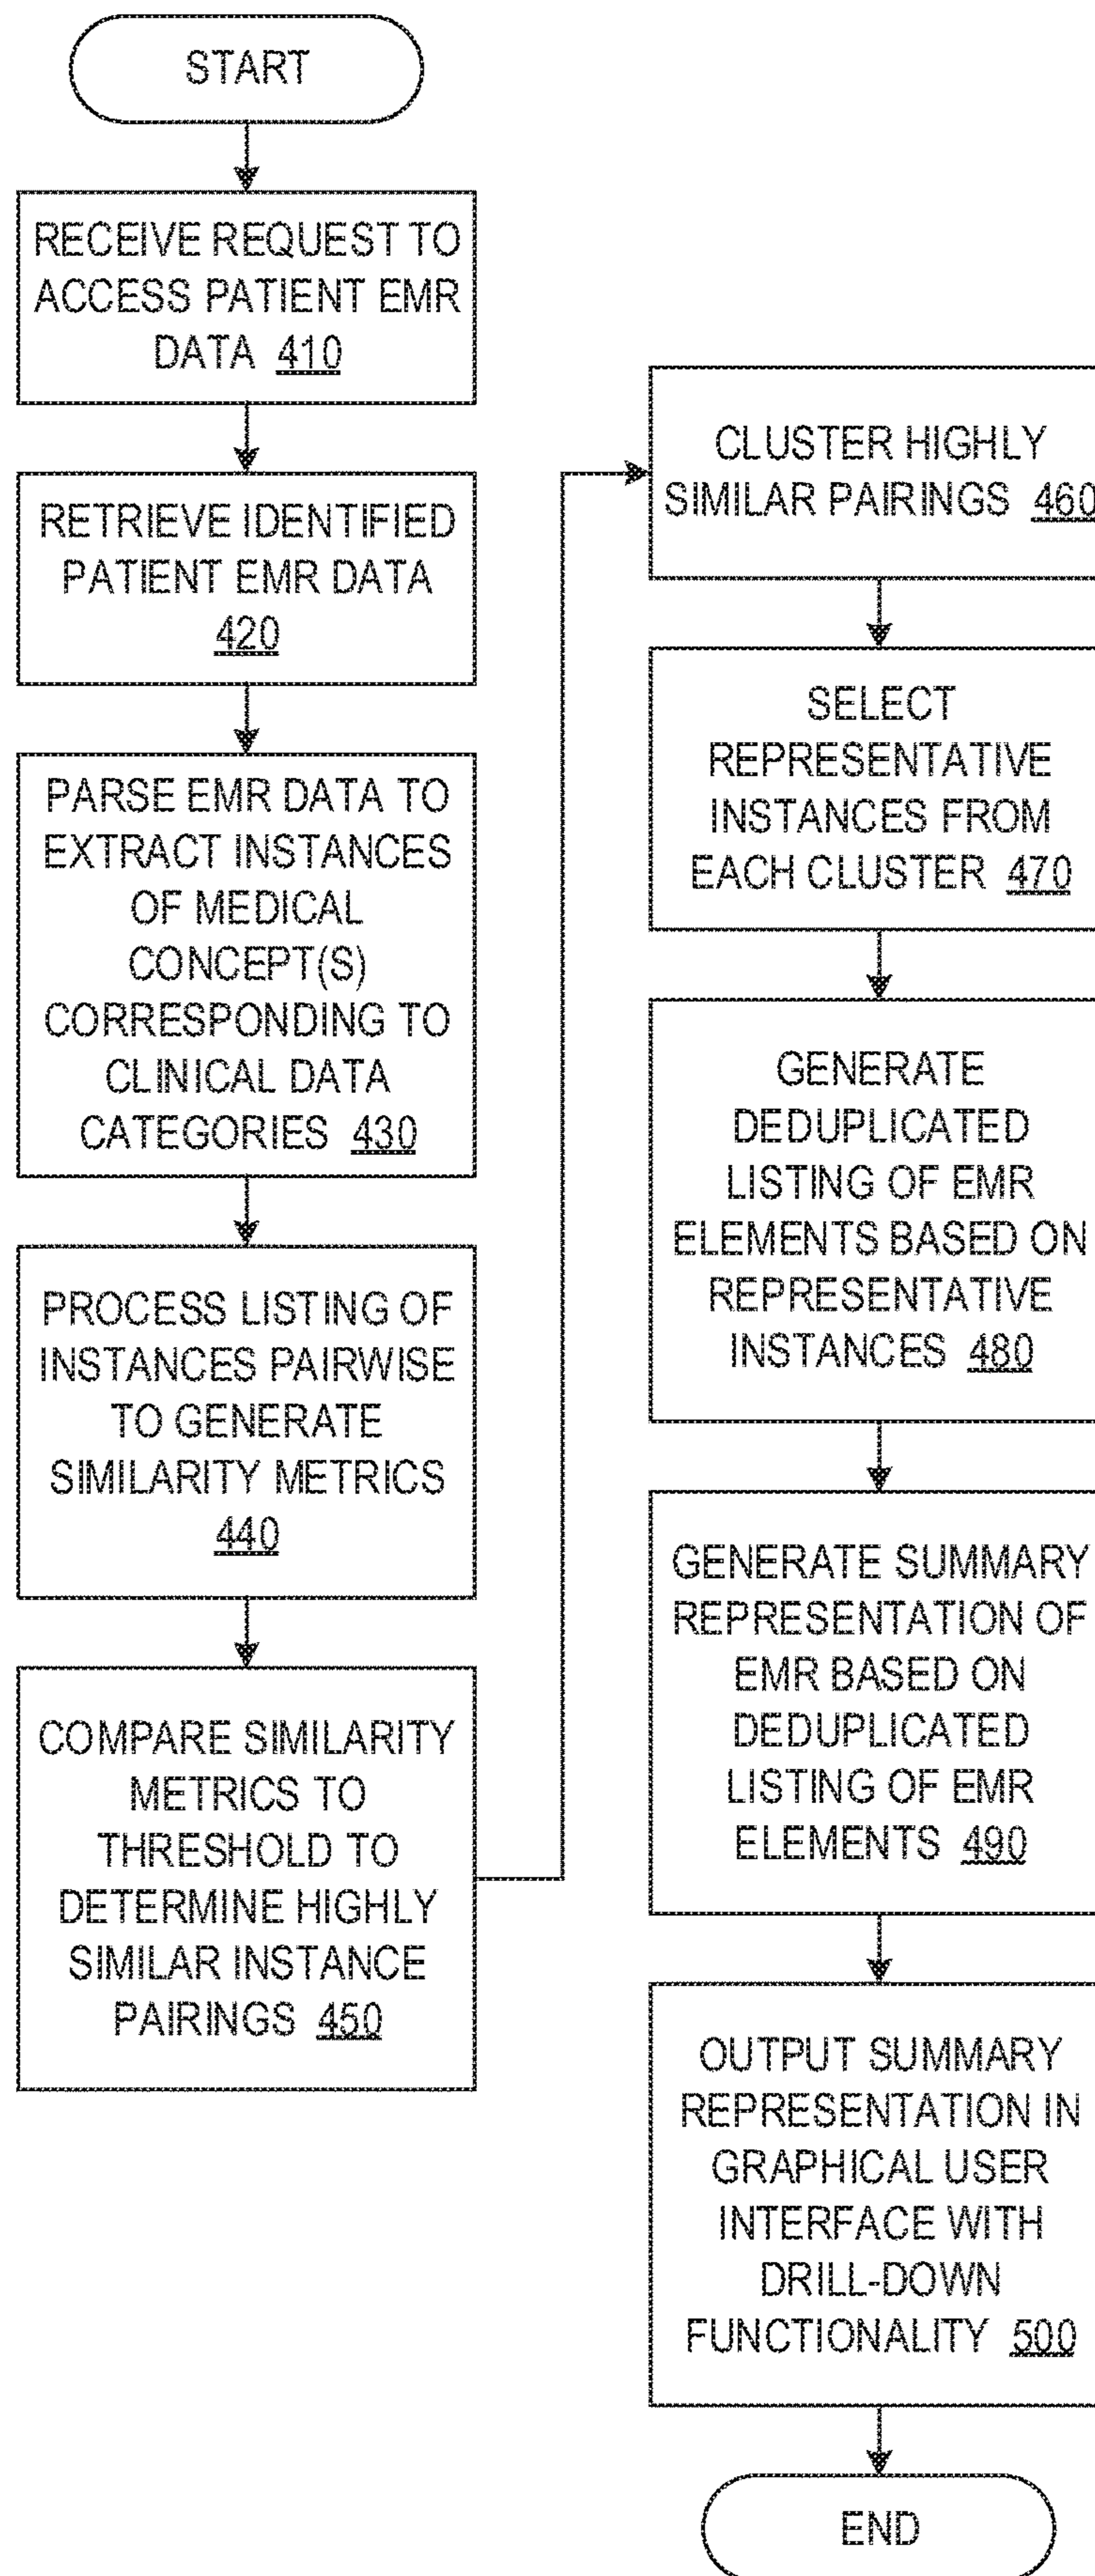 START
RECEIVE REQUEST TO
ACCESS PATIENT EMR
DATA 410
RETRIEVE IDENTIFIED
PATIENT EMR DATA
420
PARSE EMR DATA TO
EXTRACT INSTANCES
OF MEDICAL
CONCEPT(S)
CORRESPONDING TO
CLINICAL DATA
CATEGORIES 430
PROCESS LISTING OF
INSTANCES PAIRWISE
TO GENERATE
SIMILARITY METRICS
440
COMPARE SIMILARITY
METRICS TO
THRESHOLD TO
DETERMINE HIGHLY
SIMILAR INSTANCE
PAIRINGS 450
CLUSTER HIGHLY
SIMILAR PAIRINGS 460
SELECT
REPRESENTATIVE
INSTANCES FROM
EACH CLUSTER 470
GENERATE
DEDUPLICATED
LISTING OF EMR
ELEMENTS BASED ON
REPRESENTATIVE
INSTANCES 480
GENERATE SUMMARY
REPRESENTATION OF
EMR BASED ON
DEDUPLICATED
LISTING OF EMR
ELEMENTS 490
OUTPUT SUMMARY
REPRESENTATION IN
GRAPHICAL USER
INTERFACE WITH
DRILL-DOWN
FUNCTIONALITY 500
END